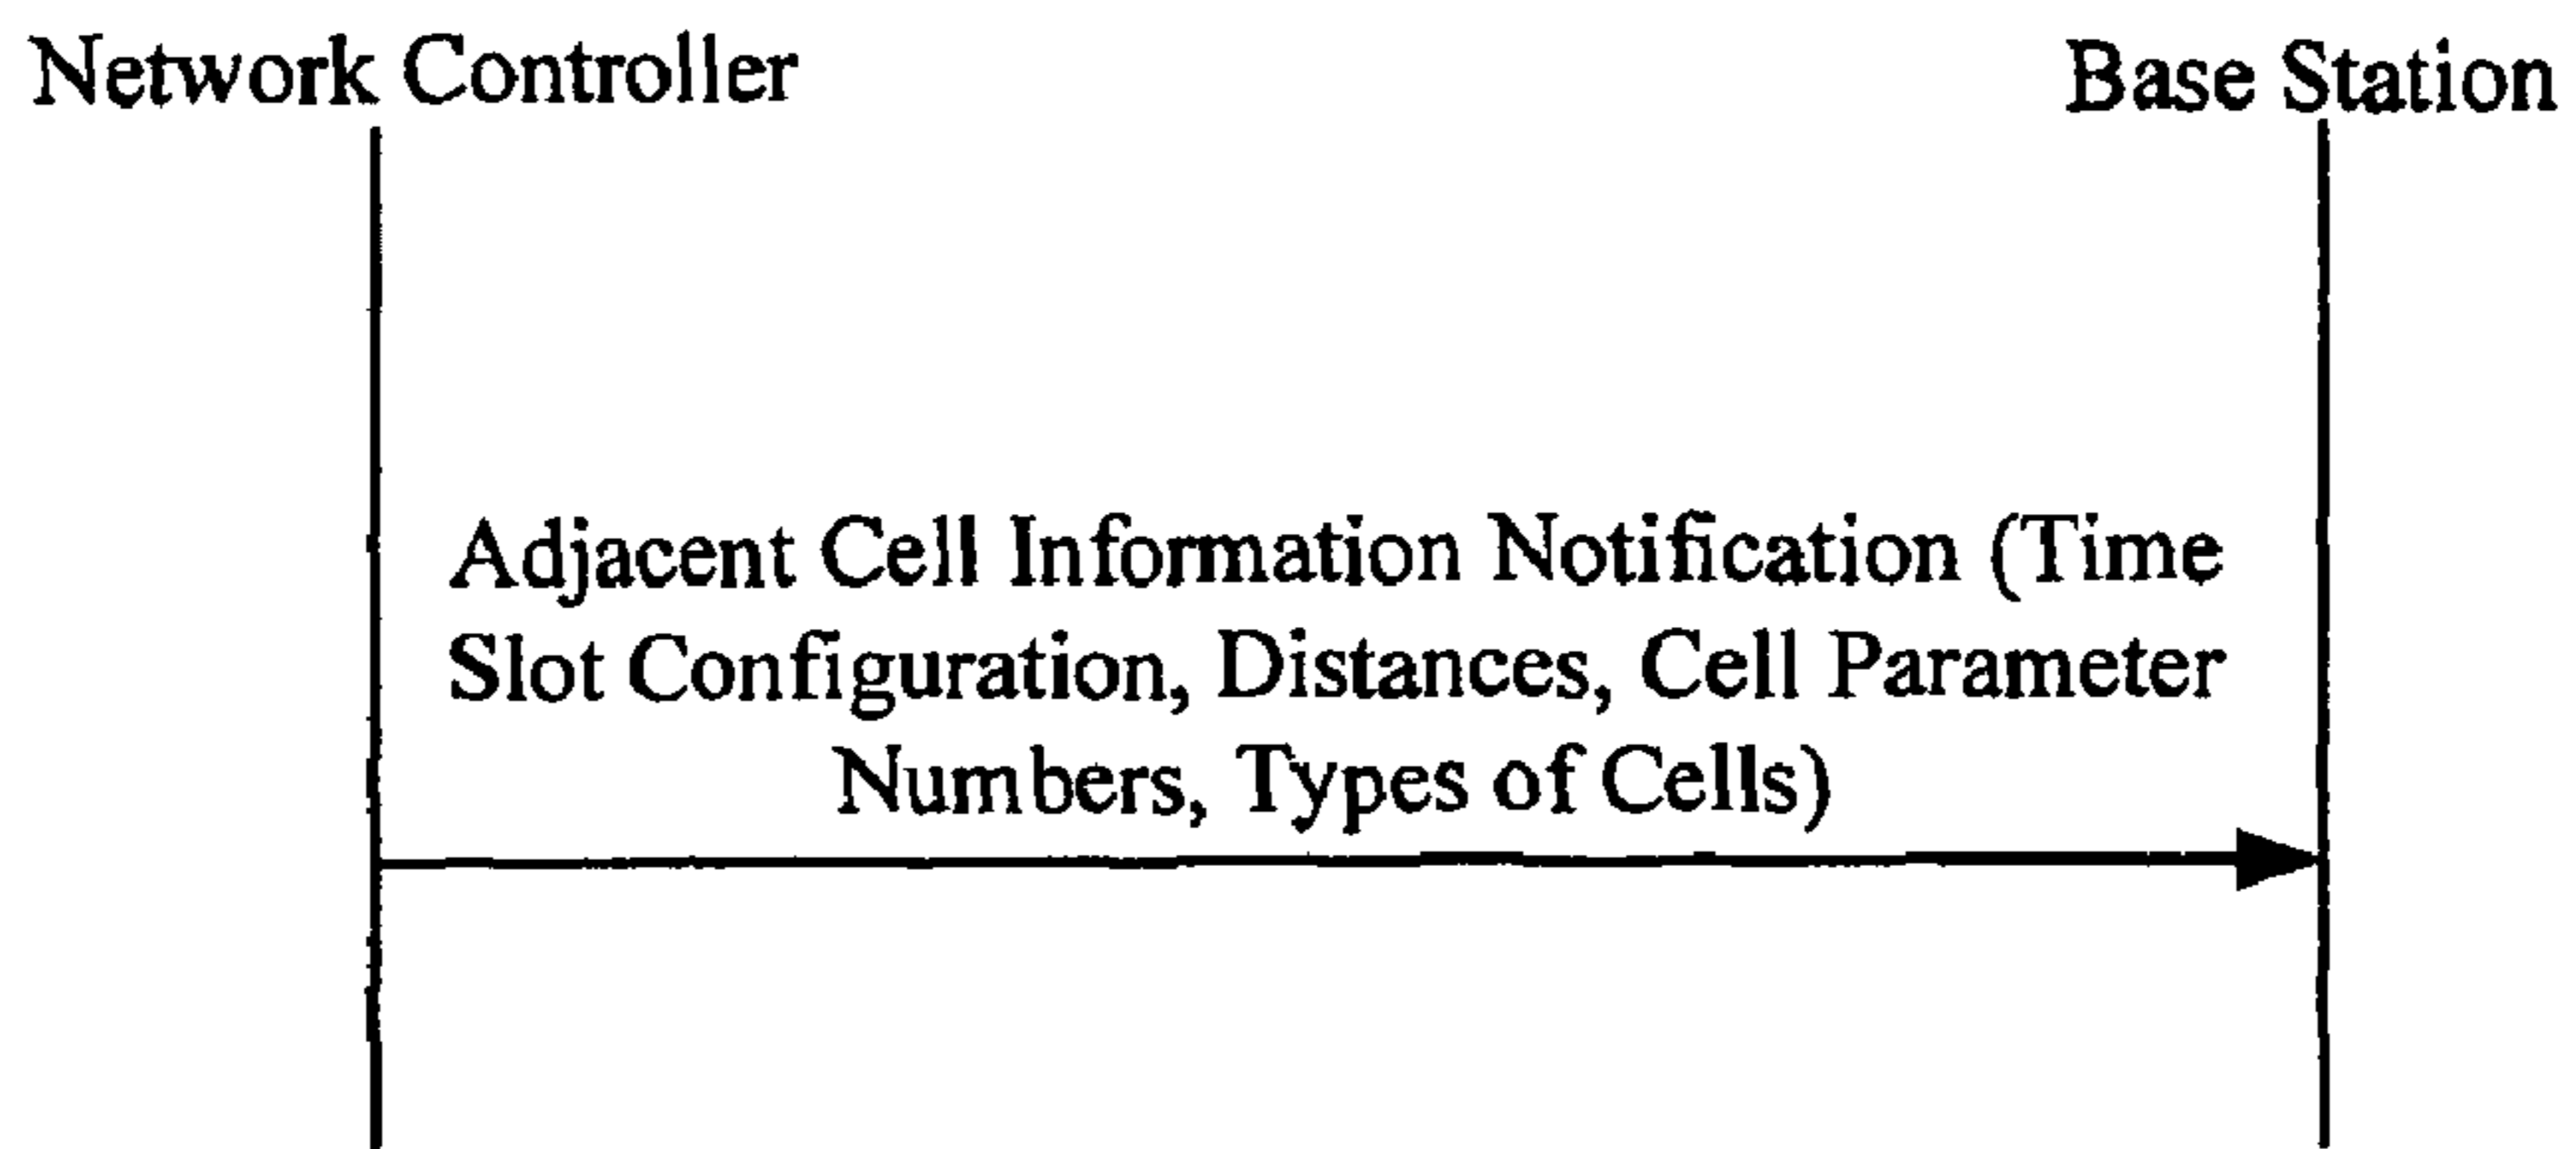 Network Controller
Base Station
Adjacent Cell Information Notification (Time
Slot Configuration, Distances, Cell Parameter
Numbers, Types of Cells)